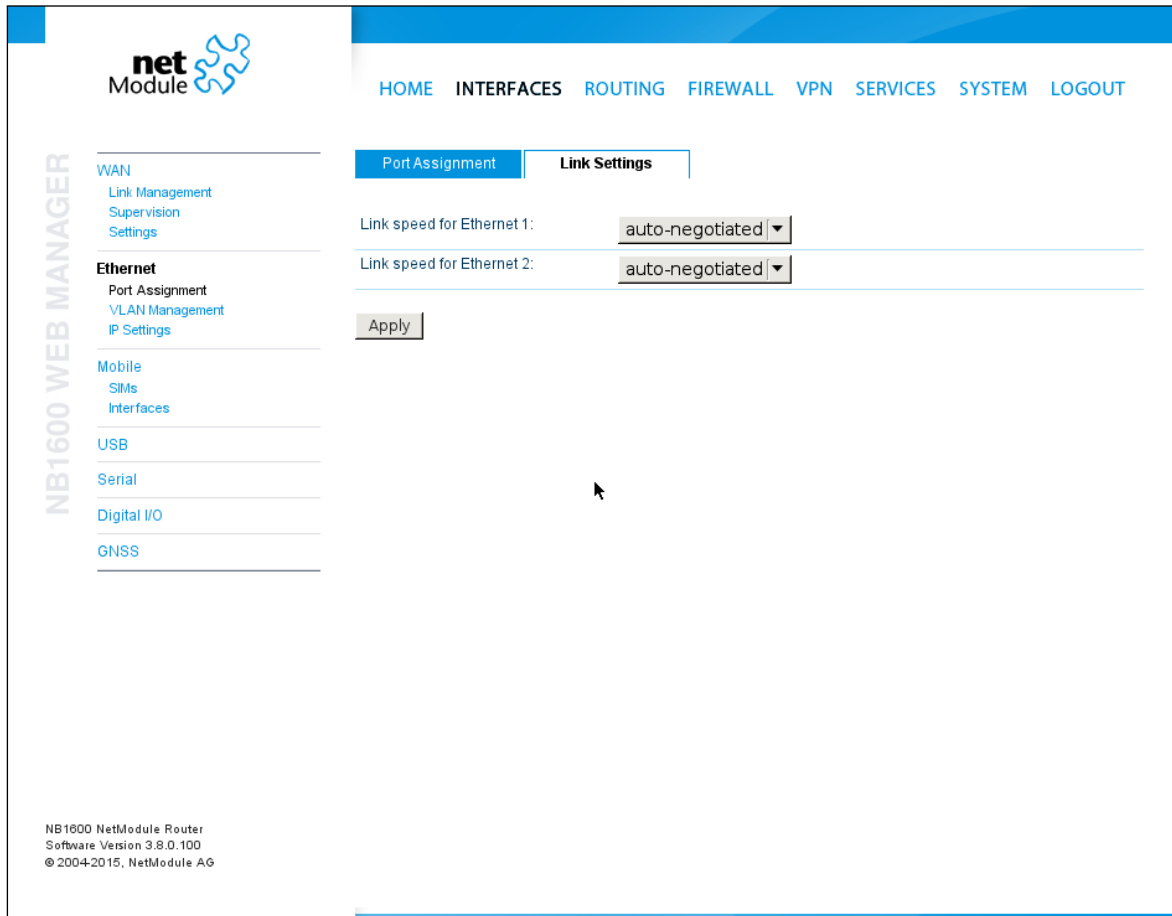 net
Module
HOME INTERFACES ROUTING FIREWALL VPN SERVICES SYSTEM LOGOUT
NB1600 WEB MANAGER
WAN
Link Management
Supervision
Settings
Ethernet
Port Assignment
VLAN Management
IP Settings
Mobile
SIMs
Interfaces
USB
Serial
Digital I/O
GNSS
Port Assignment Link Settings
Link speed for Ethernet 1: auto-negotiated
Link speed for Ethernet 2: auto-negotiated
Apply
NB1600 NetModule Router
Software Version 3.8.0.100
© 2004-2015, NetModule AG